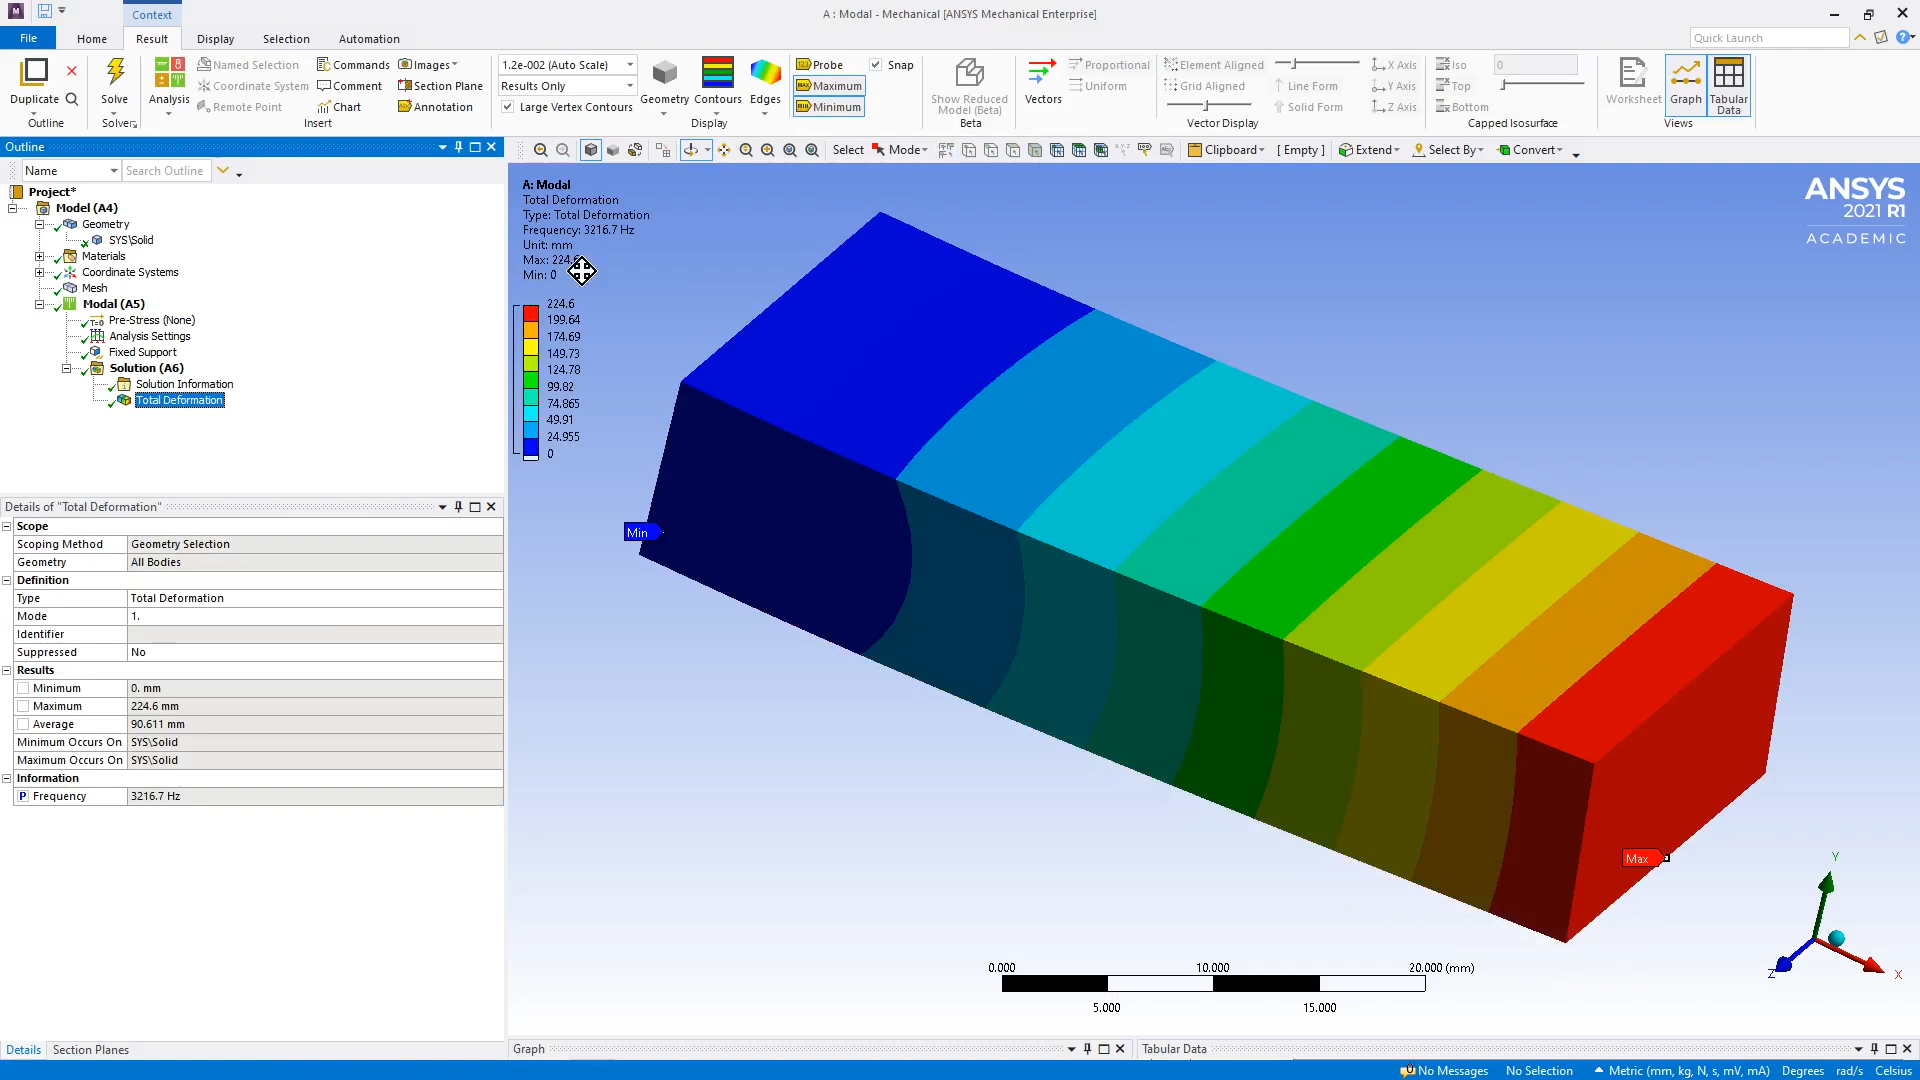 Context
A : Modal - Mechanical [ANSYS Mechanical Enterprise]
File Home Result Display Selection Automation
Quick Launch
Duplicate
Outline
Solve
Solver
Analysis
Named Selection
Coordinate System
Remote Point
Commands
Comment
Chart
Images
Section Plane
Annotation
Insert
1.2e-002 (Auto Scale)
Results Only
Large Vertex Contours
Geometry
Contours
Edges
Probe
Maximum
Minimum
Snap
Display
Show Reduced
Model (Beta)
Beta
Vectors
Proportional
Uniform
Element Aligned
Grid Aligned
Line Form
Solid Form
X Axis
Y Axis
Z Axis
Vector Display
Iso
Top
Bottom
0
Capped Isosurface
Worksheet
Graph
Tabular
Data
Views
Outline
Name
Search Outline
Select
Mode
Clipboard
[ Empty ]
Extend
Select By
Convert
Project*
Model (A4)
Geometry
SYS\Solid
Materials
Coordinate Systems
Mesh
Modal (A5)
Pre-Stress (None)
Analysis Settings
Fixed Support
Solution (A6)
Solution Information
Total Deformation
Details of "Total Deformation"
Scope
Scoping Method Geometry Selection
Geometry All Bodies
Definition
Type Total Deformation
Mode 1.
Identifier
Suppressed No
Results
Minimum 0. mm
Maximum 224.6 mm
Average 90.611 mm
Minimum Occurs On SYS\Solid
Maximum Occurs On SYS\Solid
Information
P Frequency 3216.7 Hz
Details Section Planes
A: Modal
Total Deformation
Type: Total Deformation
Frequency: 3216.7 Hz
Unit: mm
Max: 224.6
Min: 0
224.6
199.64
174.69
149.73
124.78
99.82
74.865
49.91
24.955
0
ANSYS
2021 R1
ACADEMIC
Min
Max
0.000 10.000 20.000 (mm)
5.000 15.000
Y
Z
X
Graph
Tabular Data
No Messages No Selection Metric (mm, kg, N, s, mV, mA) Degrees rad/s Celsius